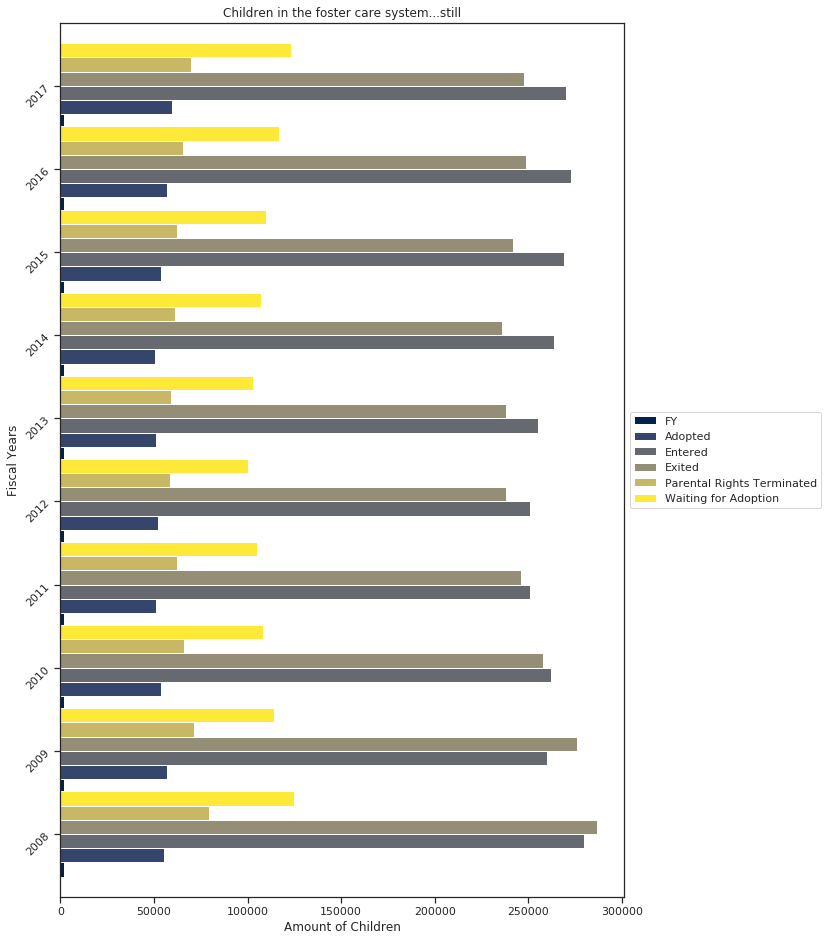 Children in the foster care system...still
Fiscal Years
2017
2016
2015
2014
2013
2012
2011
2010
2009
2008
0 50000 100000 150000 200000 250000 300000
Amount of Children
FY
Adopted
Entered
Exited
Parental Rights Terminated
Waiting for Adoption